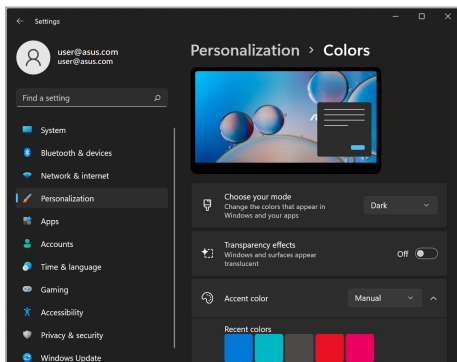 Settings
user@asus.com
user@asus.com
Find a setting
System
Bluetooth & devices
Network & internet
Personalization
Apps
Accounts
Time & language
Gaming
Accessibility
Privacy & security
Windows Update
Personalization > Colors
Choose your mode
Change the colors that appear in
Windows and your apps
Dark
Transparency effects
Windows and surfaces appear
translucent
Off
Accent color
Manual
Recent colors